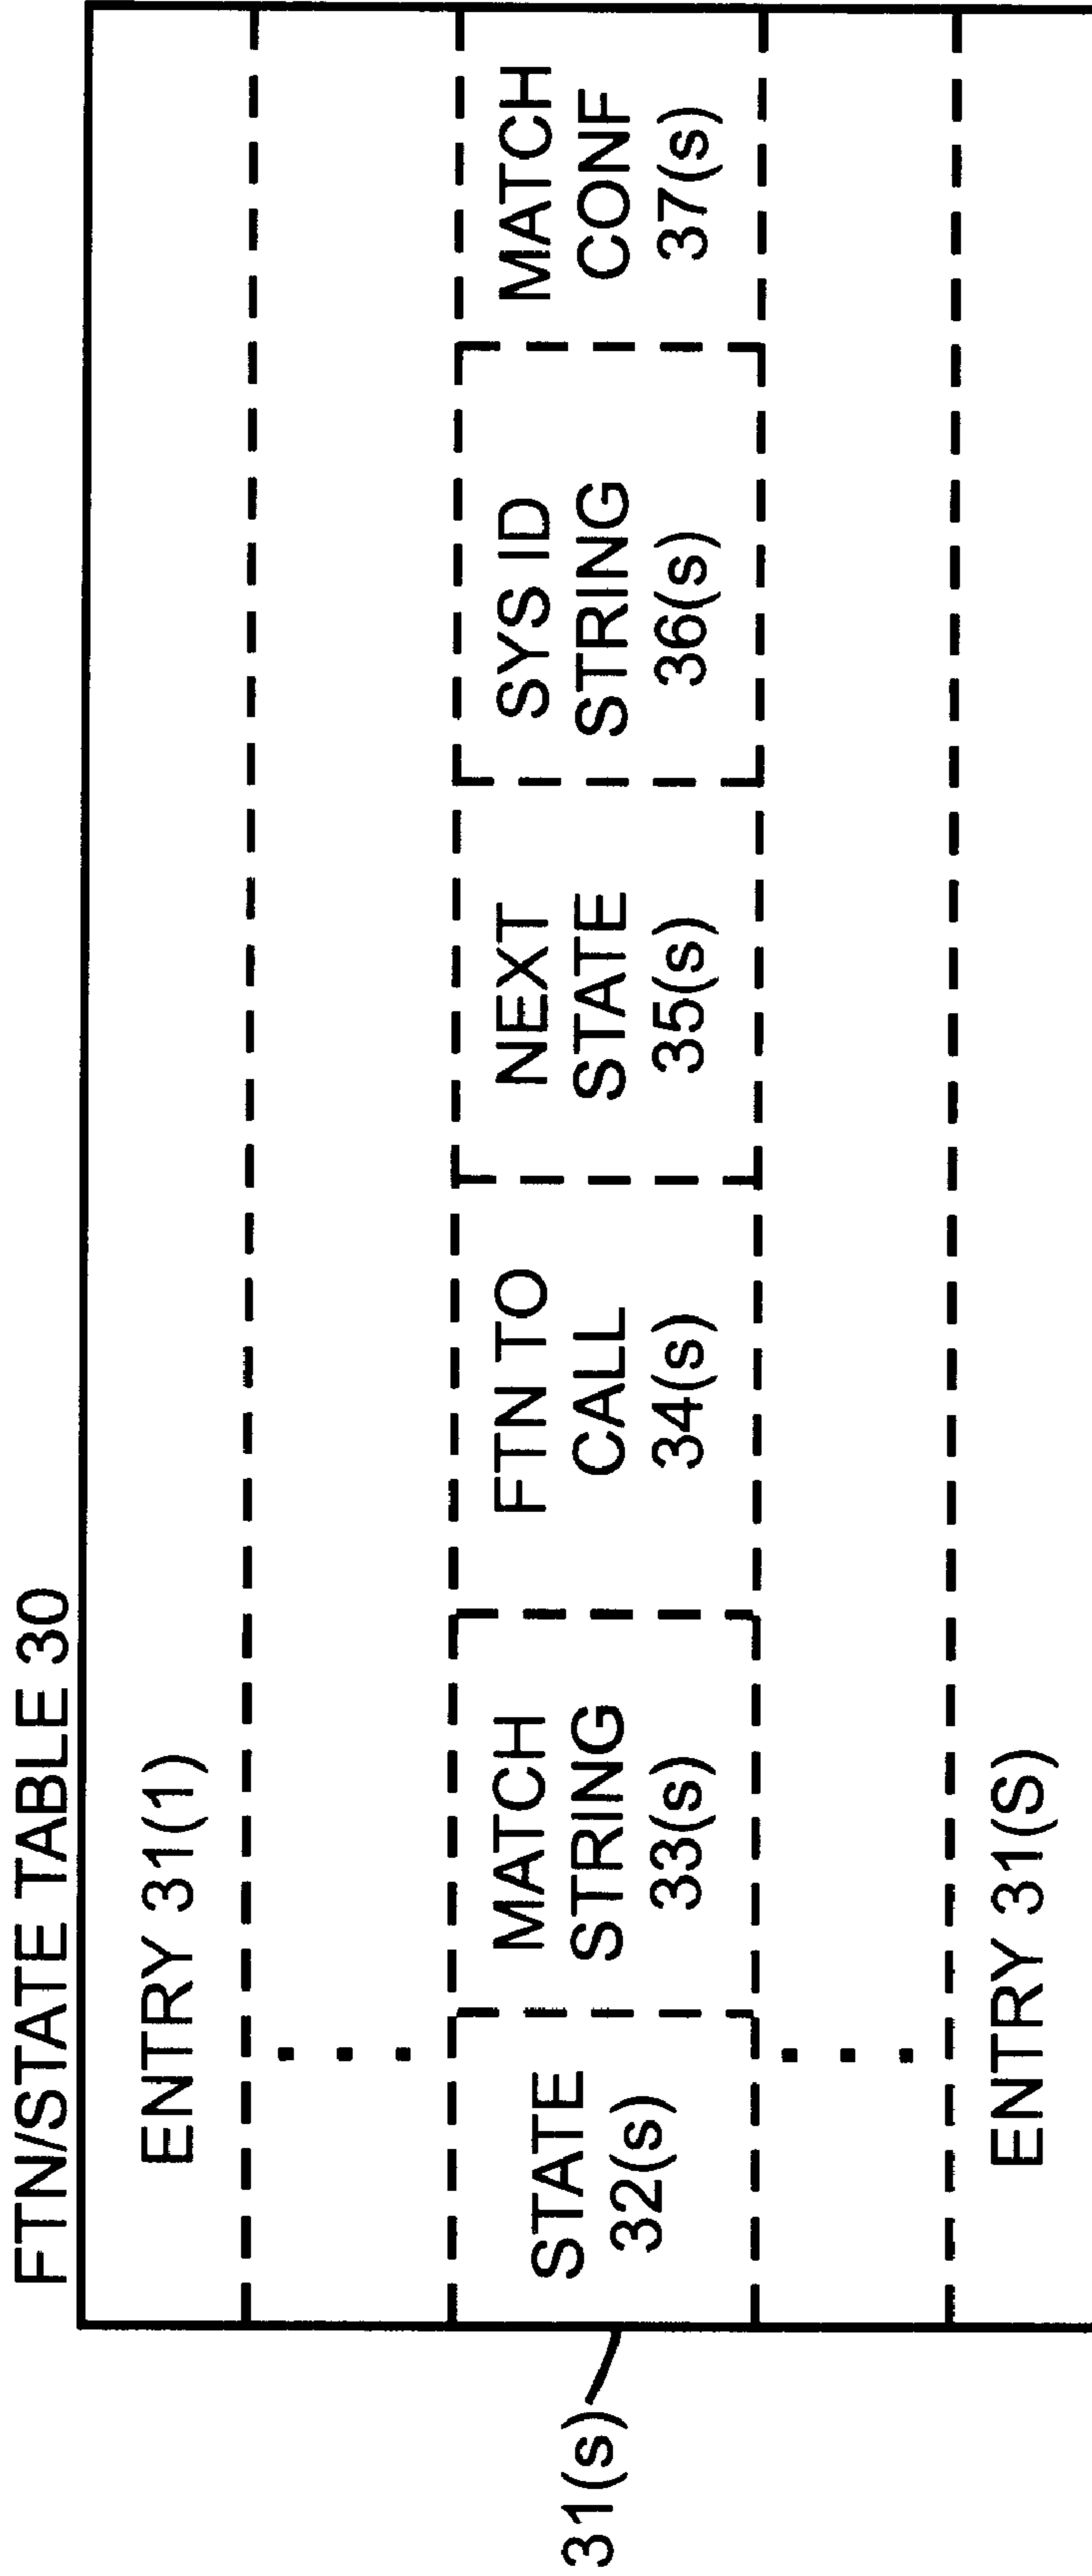 FTN/STATE TABLE 30
ENTRY 31(1)
31(s)
STATE
32(s)
MATCH
STRING
33(s)
FTN TO
CALL
34(s)
NEXT
STATE
35(s)
SYS ID
STRING
36(s)
MATCH
CONF
37(s)
ENTRY 31(S)